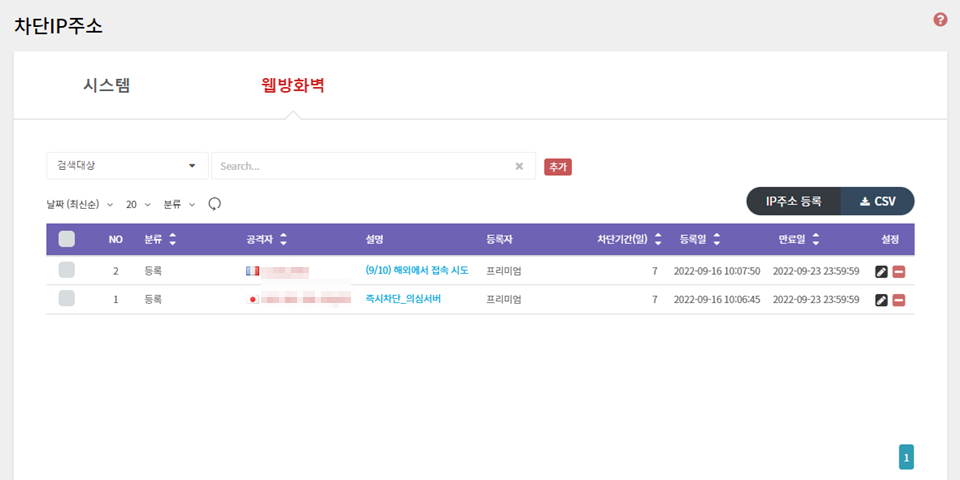 차단IP주소
?
시스템 웹방화벽
검색대상 Search... 추가
날짜 (최신순) 20 분류
IP주소 등록 CSV
NO 분류 공격자 설명 등록자 차단기간(일) 등록일 만료일 설정
2 등록 (9/10) 해외에서 접속 시도 프리미엄 7 2022-09-16 10:07:50 2022-09-23 23:59:59
1 등록 즉시차단_의심서버 프리미엄 7 2022-09-16 10:06:45 2022-09-23 23:59:59
1